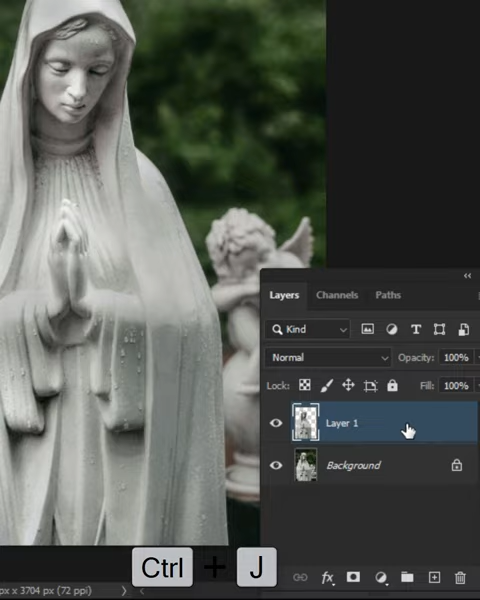 Layers Channels Paths
Kind
Normal Opacity: 100%
Lock: Fill: 100%
Layer 1
Background
Ctrl + J
px x 3704 px (72 ppi)
fx